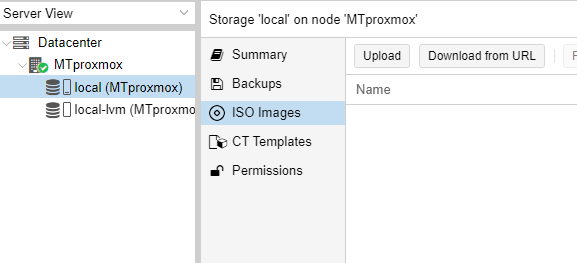 Server View
Datacenter
MTproxmox
local (MTproxmox)
local-lvm (MTproxmo
Storage 'local' on node 'MTproxmox'
Summary
Backups
ISO Images
CT Templates
Permissions
Upload Download from URL
Name